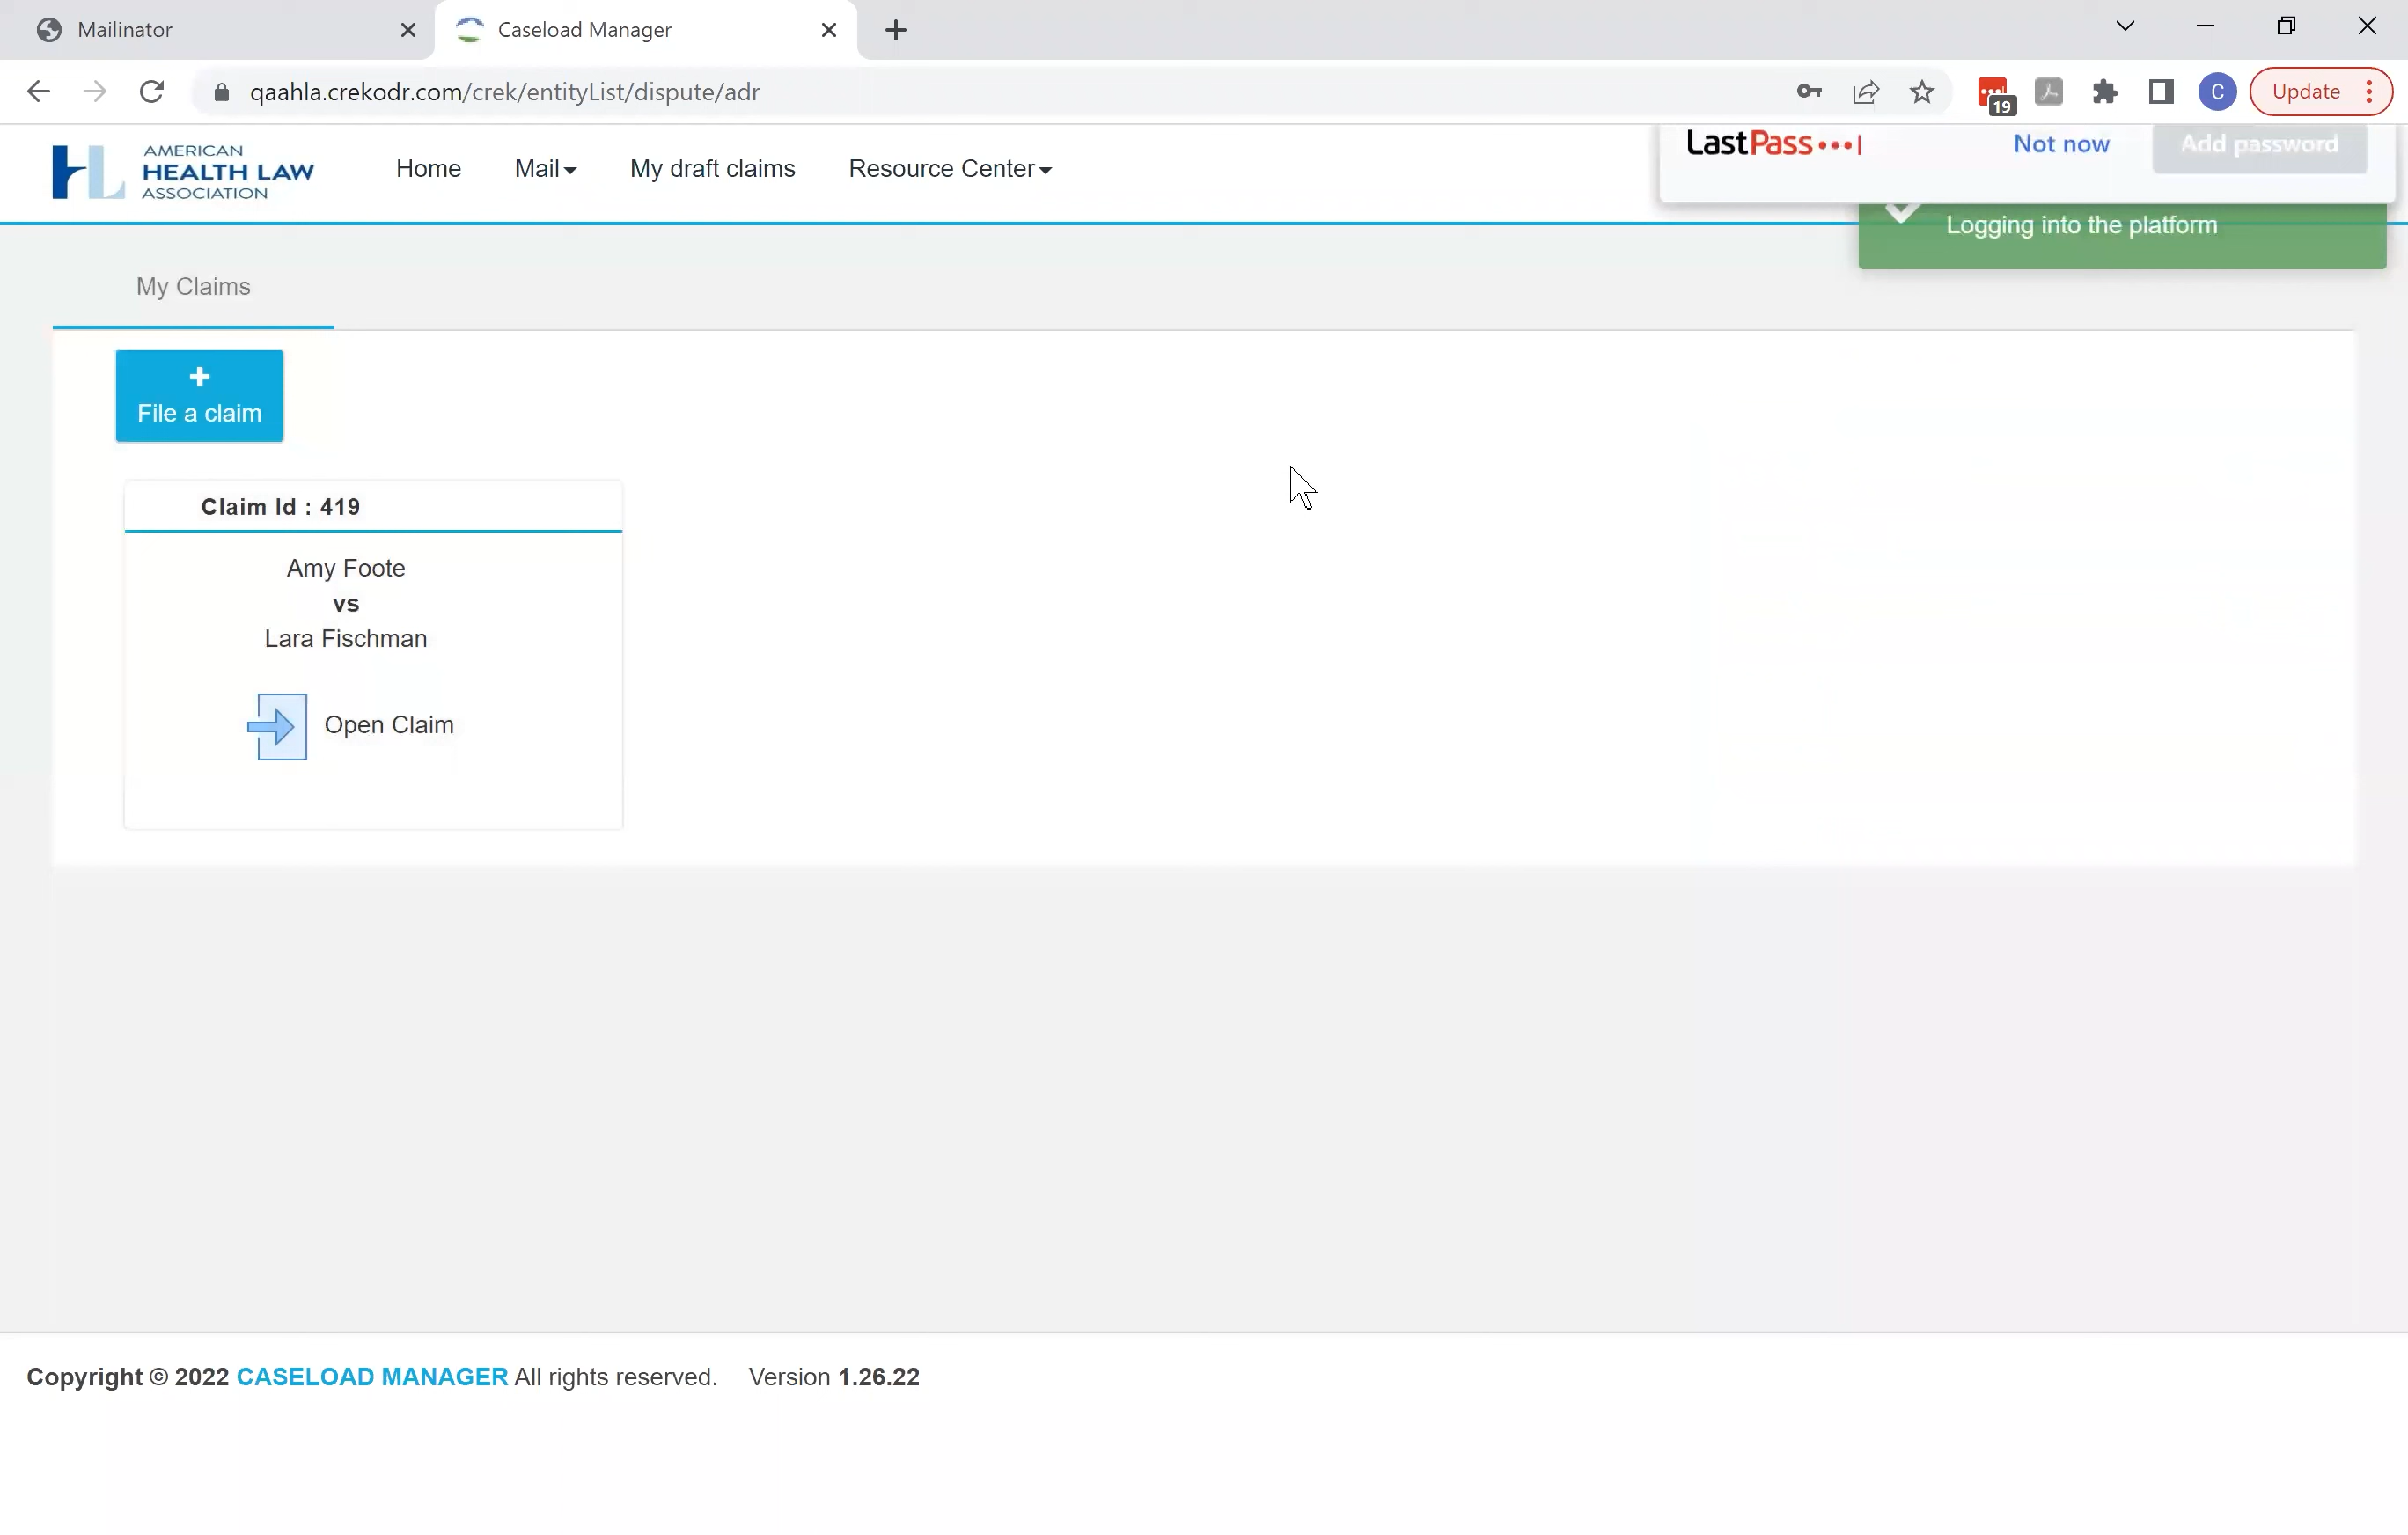 Mailinator
Caseload Manager
qaahla.crekodr.com/crek/entityList/dispute/adr
19
C
Update
AMERICAN
HEALTH LAW
ASSOCIATION
Home
Mail
My draft claims
Resource Center
LastPass
Not now
Add password
Logging into the platform
My Claims
+
File a claim
Claim Id : 419
Amy Foote
vs
Lara Fischman
Open Claim
Copyright © 2022 CASELOAD MANAGER All rights reserved. Version 1.26.22